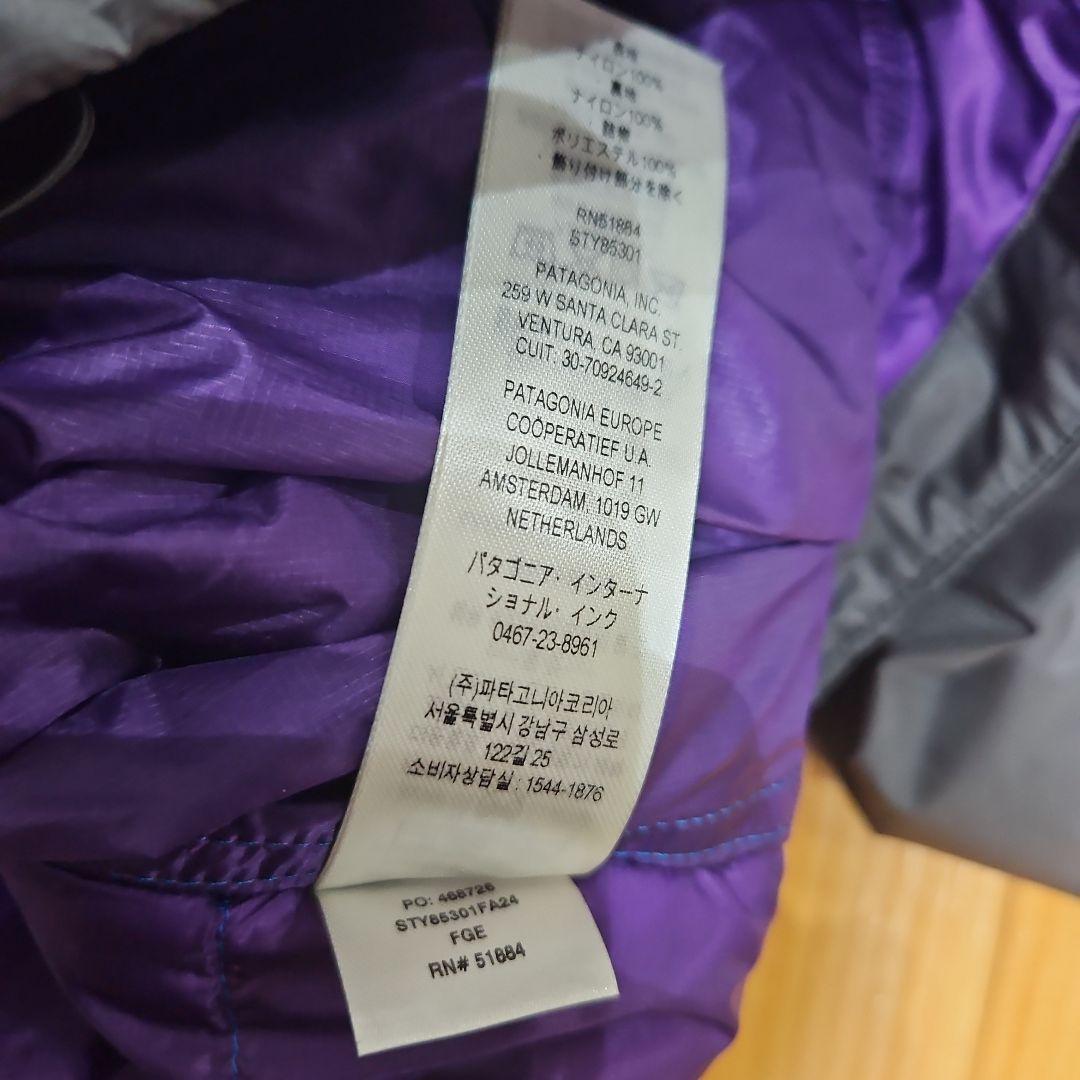 表地
ナイロン100%
裏地
ナイロン100%
詰物
ポリエステル100%
飾り付け部分を除く
RN51884
STY85301
PATAGONIA, INC.
259 W SANTA CLARA ST.
VENTURA, CA 93001
CUIT: 30-70924649-2
PATAGONIA EUROPE
COÖPERATIEF U.A.
JOLLEMANHOF 11
AMSTERDAM, 1019 GW
NETHERLANDS
パタゴニア・インターナ
ショナル・インク
0467-23-8961
(주)파타고니아코리아
서울특별시 강남구 삼성로
122길 25
소비자상담실 : 1544-1876
PO: 468726
STY85301FA24
FGE
RN# 51884